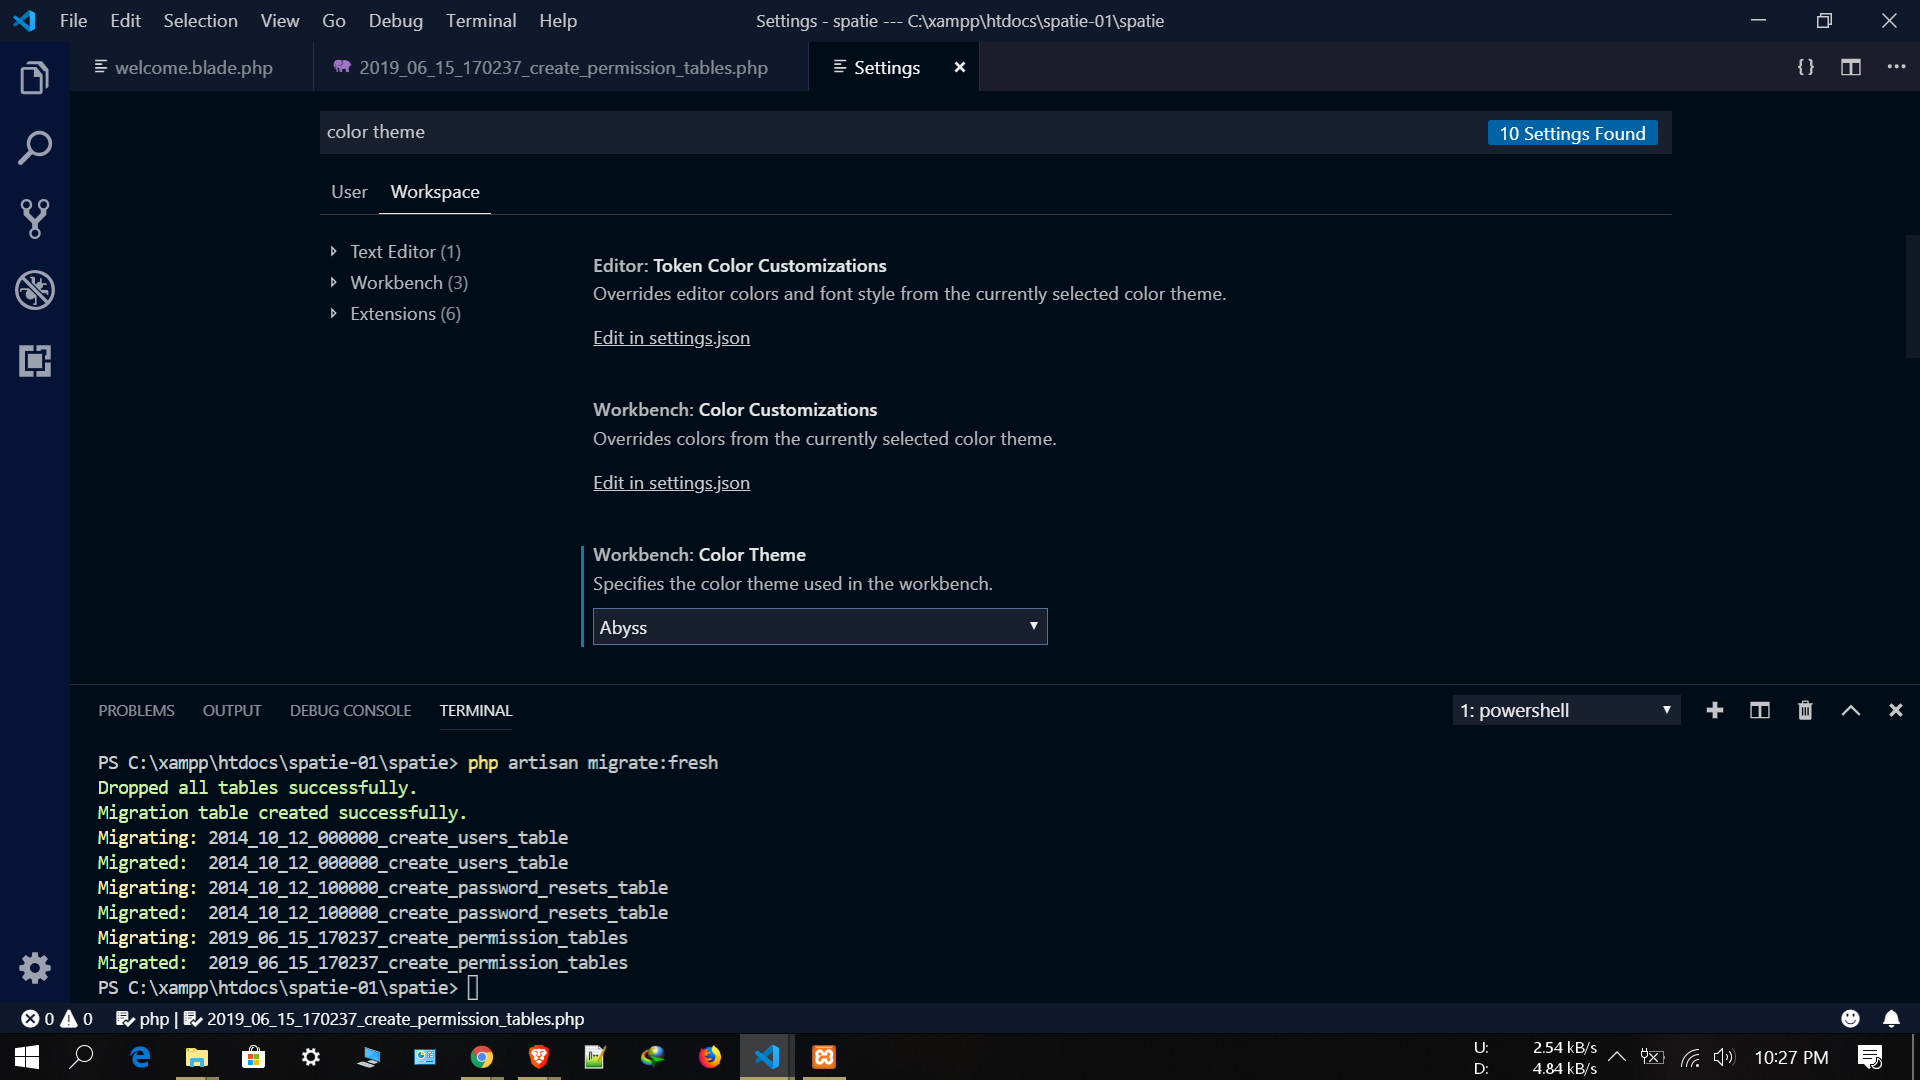 File Edit Selection View Go Debug Terminal Help Settings - spatie --- C:\xampp\htdocs\spatie-01\spatie
welcome.blade.php 2019_06_15_170237_create_permission_tables.php Settings
color theme 10 Settings Found
User Workspace
Text Editor (1)
Workbench (3)
Extensions (6)
Editor: Token Color Customizations
Overrides editor colors and font style from the currently selected color theme.
Edit in settings.json
Workbench: Color Customizations
Overrides colors from the currently selected color theme.
Edit in settings.json
Workbench: Color Theme
Specifies the color theme used in the workbench.
Abyss
PROBLEMS OUTPUT DEBUG CONSOLE TERMINAL 1: powershell
PS C:\xampp\htdocs\spatie-01\spatie> php artisan migrate:fresh
Dropped all tables successfully.
Migration table created successfully.
Migrating: 2014_10_12_000000_create_users_table
Migrated: 2014_10_12_000000_create_users_table
Migrating: 2014_10_12_100000_create_password_resets_table
Migrated: 2014_10_12_100000_create_password_resets_table
Migrating: 2019_06_15_170237_create_permission_tables
Migrated: 2019_06_15_170237_create_permission_tables
PS C:\xampp\htdocs\spatie-01\spatie>
0 0 php | 2019_06_15_170237_create_permission_tables.php
U: 2.54 kB/s
D: 4.84 kB/s
10:27 PM